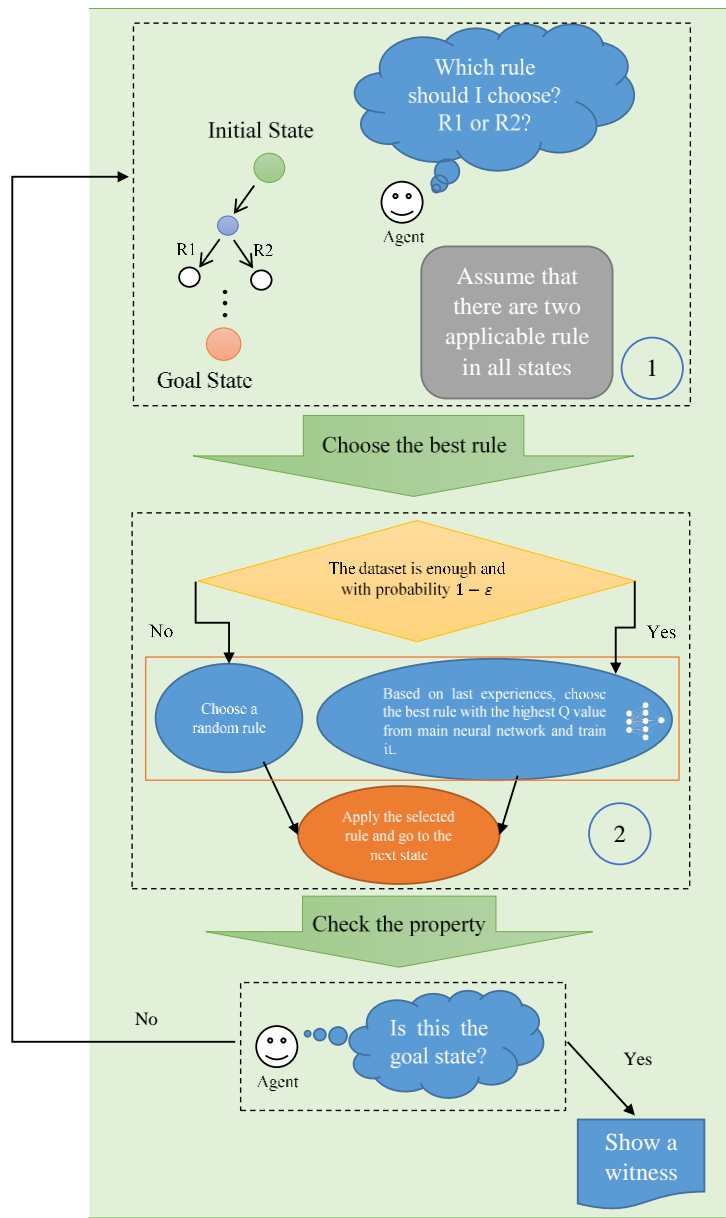 Which rule
should I choose?
R1 or R2?
Initial State
Agent
R1
R2
Goal State
Assume that
there are two
applicable rule
in all states
1
Choose the best rule
The dataset is enough and
with probability 1 − ε
No
Yes
Choose a
random rule
Based on last experiences, choose
the best rule with the highest Q value
from main neural network and train
it.
Apply the selected
rule and go to the
next state
2
Check the property
No
Is this the
goal state?
Agent
Yes
Show a
witness